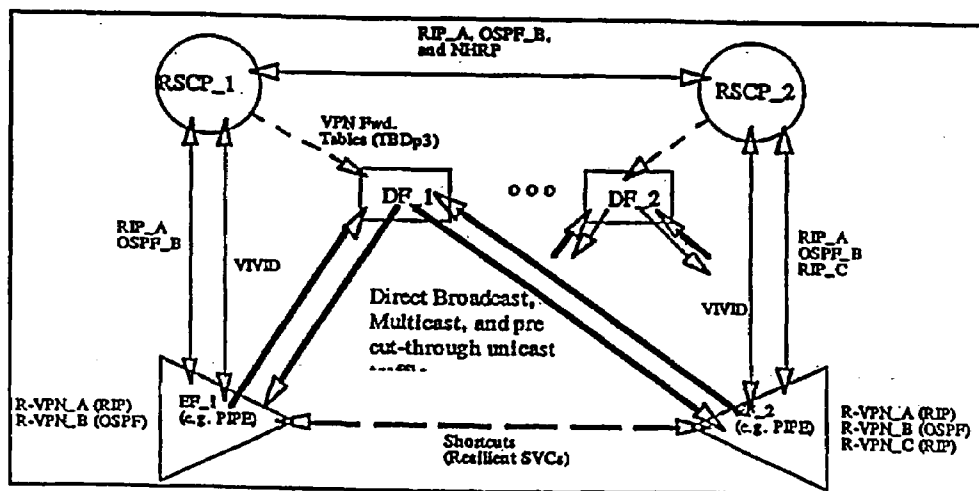 RIP_A, OSPF_B,
and NHRP
RSCP_1
RSCP_2
VPN Fwd.
Tables (TBDp3)
DF_1
o o o
DF_2
RIP_A
OSPF_B
VIVID
RIP_A
OSPF_B
RIP_C
VIVID
Direct Broadcast,
Multicast, and pre
cut-through unicast
EF_1
(e.g. PIPE)
R-VPN_A (RIP)
R-VPN_B (OSPF)
Shortcuts
(Resilient SVCs)
(e.g. PIPE)
R-VPN_A (RIP)
R-VPN_B (OSPF)
R-VPN_C (RIP)